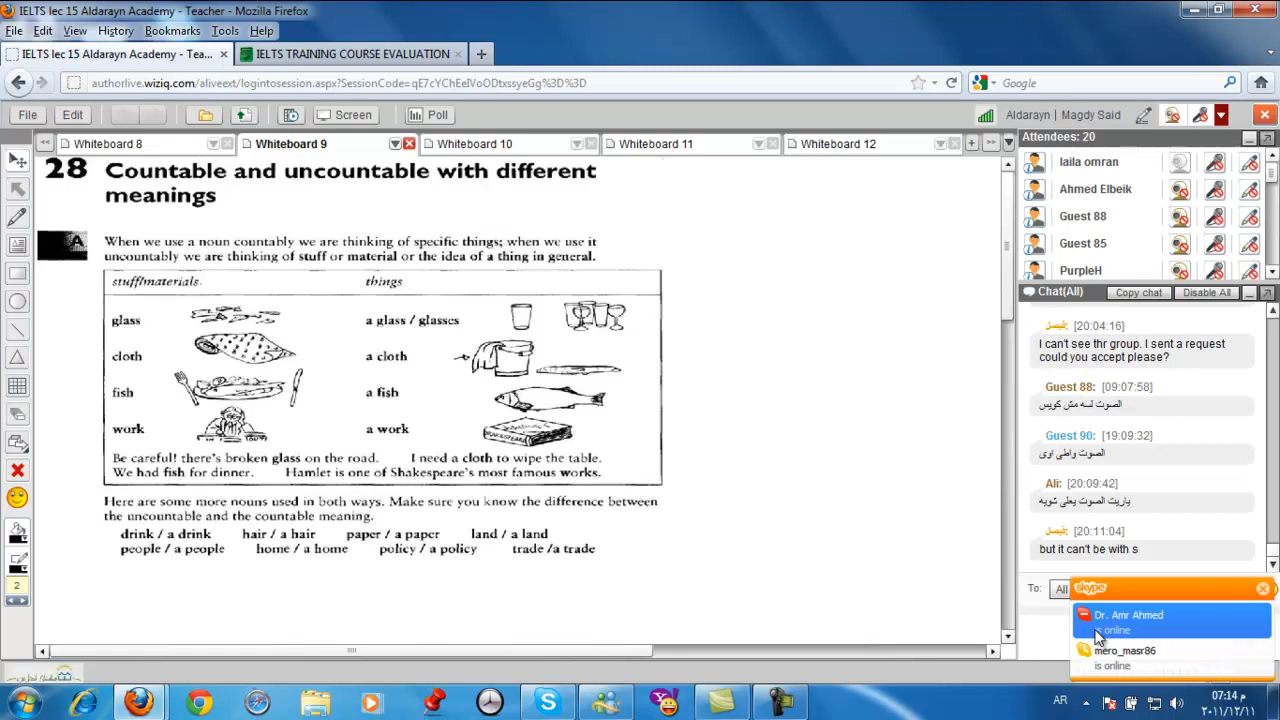 IELTS lec 15 Aldarayn Academy - Teacher - Mozilla Firefox
File Edit View History Bookmarks Tools Help
IELTS lec 15 Aldarayn Academy - Tea...
IELTS TRAINING COURSE EVALUATION
authorlive.wiziq.com/aliveext/logintosession.aspx?SessionCode=qE7cYChEeIVoODtxssyeGg%3D%3D
Google
File Edit Screen Poll
Aldarayn | Magdy Said
Whiteboard 8
Whiteboard 9
Whiteboard 10
Whiteboard 11
Whiteboard 12
28 Countable and uncountable with different
meanings
A
When we use a noun countably we are thinking of specific things; when we use it
uncountably we are thinking of stuff or material or the idea of a thing in general.
stuff/materials things
glass a glass / glasses
cloth a cloth
fish a fish
work a work
Be careful! there's broken glass on the road. I need a cloth to wipe the table.
We had fish for dinner. Hamlet is one of Shakespeare's most famous works.
Here are some more nouns used in both ways. Make sure you know the difference between
the uncountable and the countable meaning.
drink / a drink hair / a hair paper / a paper land / a land
people / a people home / a home policy / a policy trade /a trade
2
Attendees: 20
laila omran
Ahmed Elbeik
Guest 88
Guest 85
PurpleH
Chat(All) Copy chat Disable All
فيصل: [20:04:16]
I can't see thr group. I sent a request
could you accept please?
Guest 88: [09:07:58]
الصوت لسه مش كويس
Guest 90: [19:09:32]
الصوت واطى اوى
Ali: [20:09:42]
ياريت الصوت يعلى شويه
فيصل: [20:11:04]
but it can't be with s
To: All
skype
Dr. Amr Ahmed
is online
mero_masr86
is online
AR
07:14 م
٢٠١١/١٢/١١